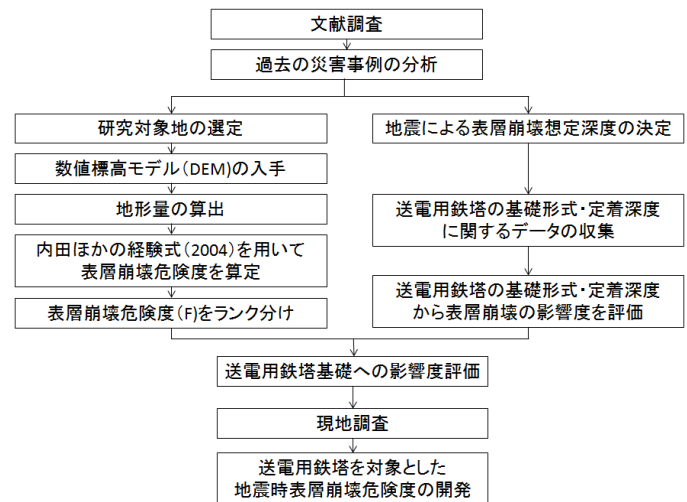 文献調査
過去の災害事例の分析
研究対象地の選定
数値標高モデル(DEM)の入手
地形量の算出
内田ほかの経験式(2004)を用いて
表層崩壊危険度を算定
表層崩壊危険度(F)をランク分け
地震による表層崩壊想定深度の決定
送電用鉄塔の基礎形式・定着深度
に関するデータの収集
送電用鉄塔の基礎形式・定着深度
から表層崩壊の影響度を評価
送電用鉄塔基礎への影響度評価
現地調査
送電用鉄塔を対象とした
地震時表層崩壊危険度の開発